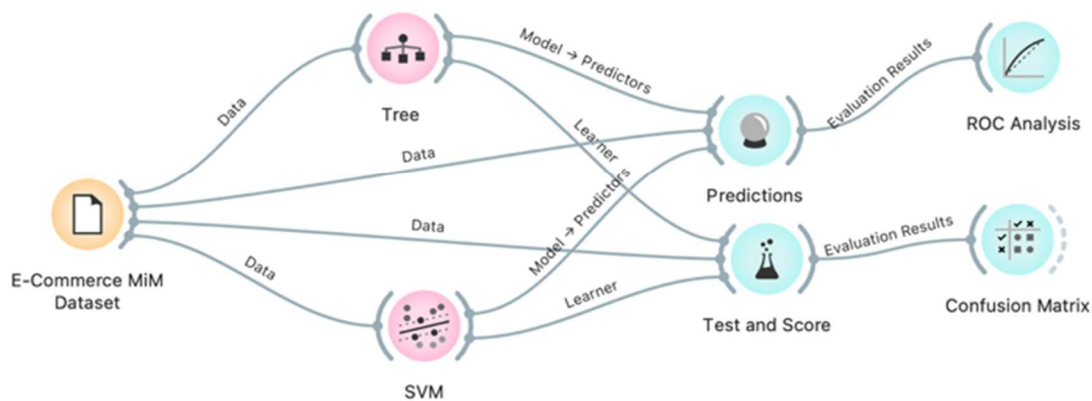 Tree
Data
Model → Predictors
Evaluation Results
ROC Analysis
Data
Learner
Predictions
E-Commerce MiM
Dataset
Data
Model → Predictors
Evaluation Results
Data
Learner
Test and Score
Confusion Matrix
SVM